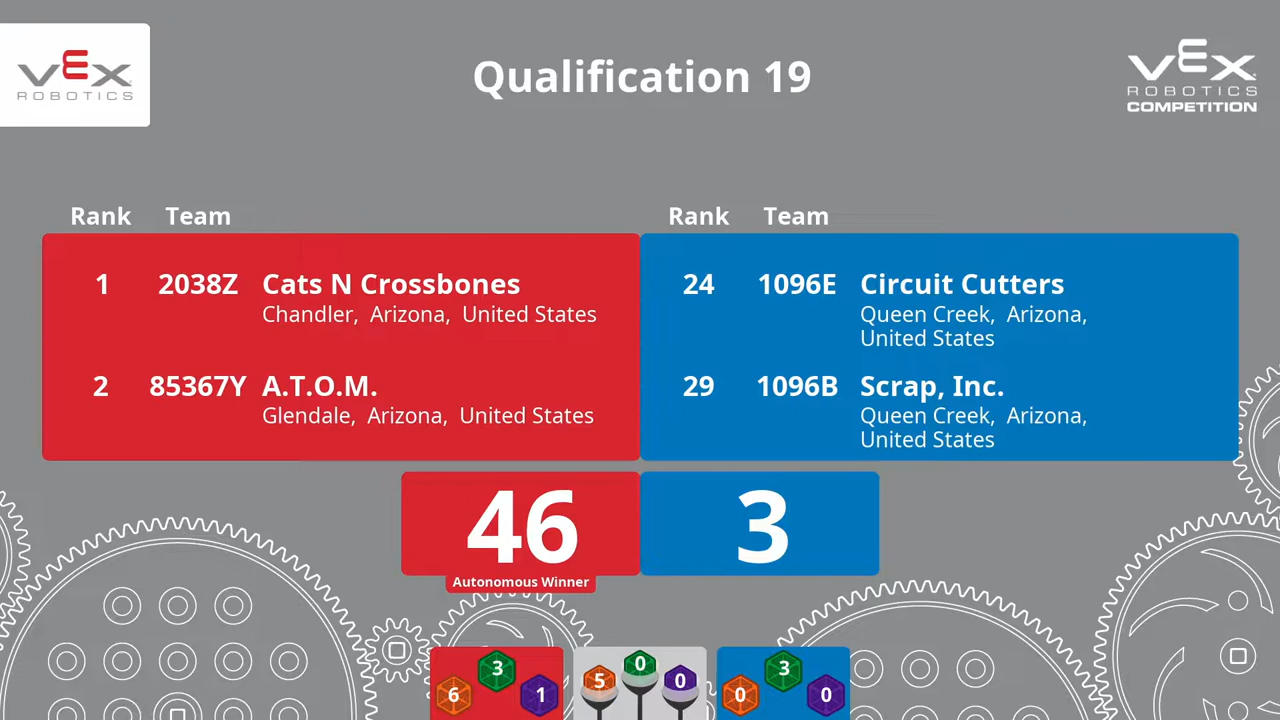 VEX
ROBOTICS
Qualification 19
VEX
ROBOTICS
COMPETITION
Rank Team
1 2038Z Cats N Crossbones
Chandler, Arizona, United States
2 85367Y A.T.O.M.
Glendale, Arizona, United States
Rank Team
24 1096E Circuit Cutters
Queen Creek, Arizona,
United States
29 1096B Scrap, Inc.
Queen Creek, Arizona,
United States
46 3
Autonomous Winner
6 3 1
5 0 0
0 3 0